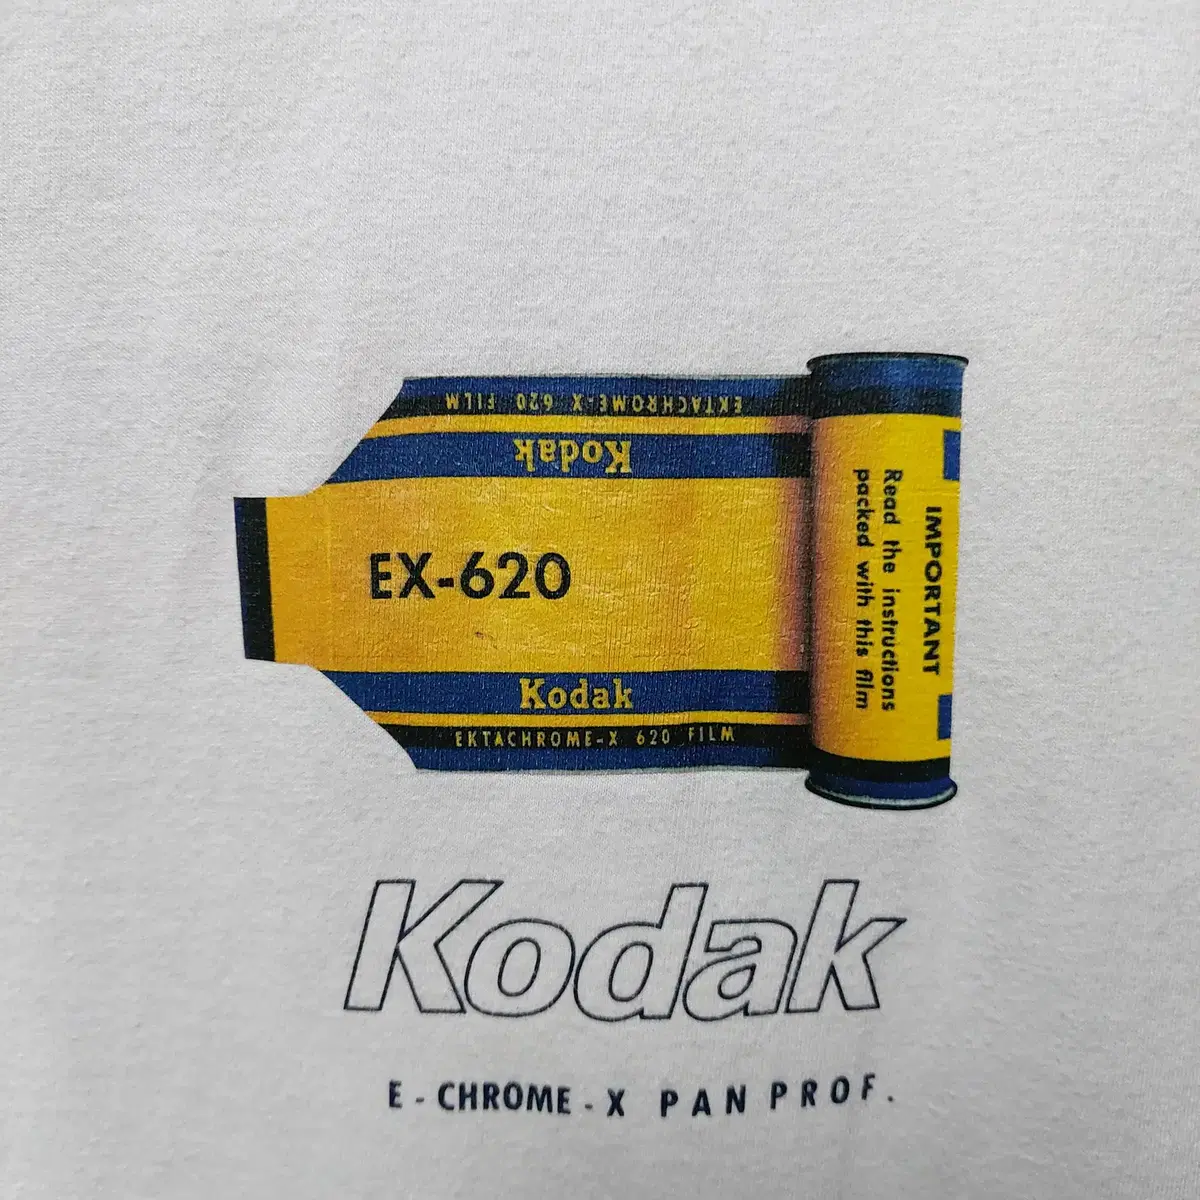 EKTACHROME-X 620 FILM
Kodak
EX-620
Kodak
EKTACHROME-X 620 FILM
IMPORTANT
Read the instructions
packed with this film
Kodak
E - CHROME - X PAN PROF.